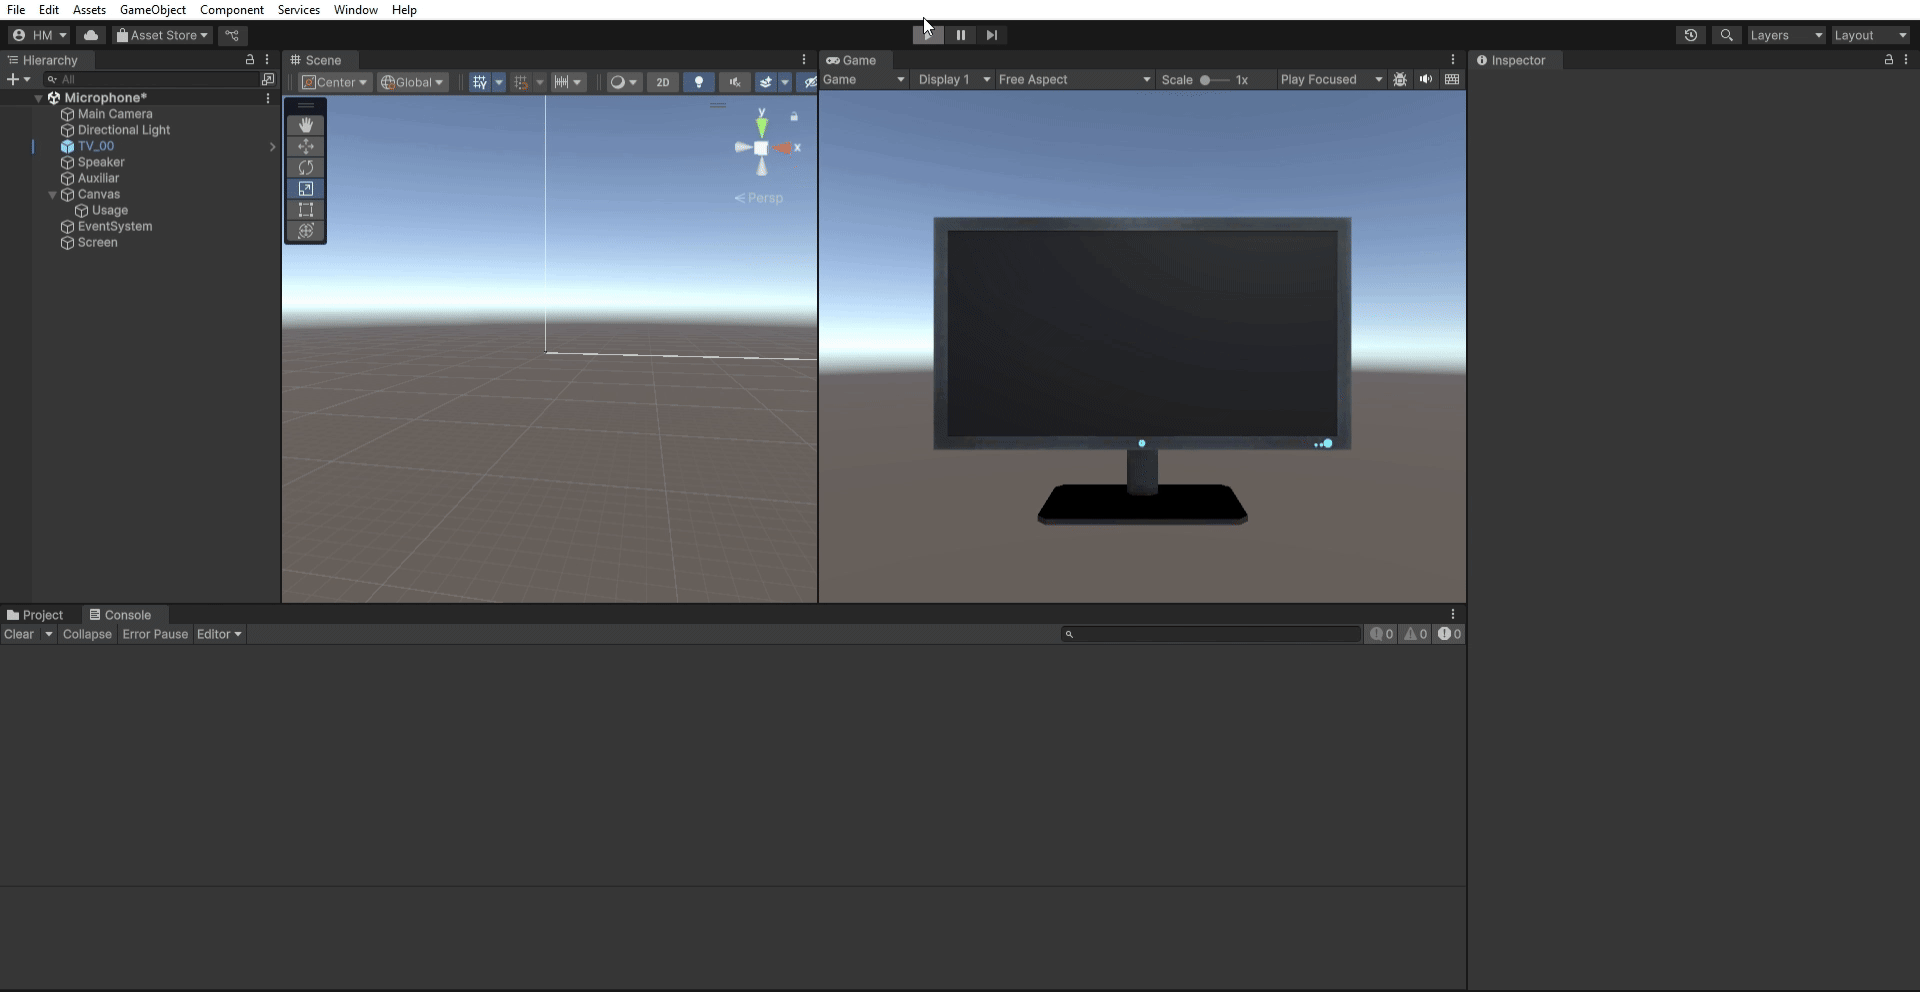 File Edit Assets GameObject Component Services Window Help
HM Asset Store Layers Layout
Hierarchy
All
Microphone*
Main Camera
Directional Light
TV_00
Speaker
Auxiliar
Canvas
Usage
EventSystem
Screen
Scene
Center Global 2D
y
x
Persp
Game
Game Display 1 Free Aspect Scale 1x Play Focused
Inspector
Project Console
Clear Collapse Error Pause Editor 0 0 0